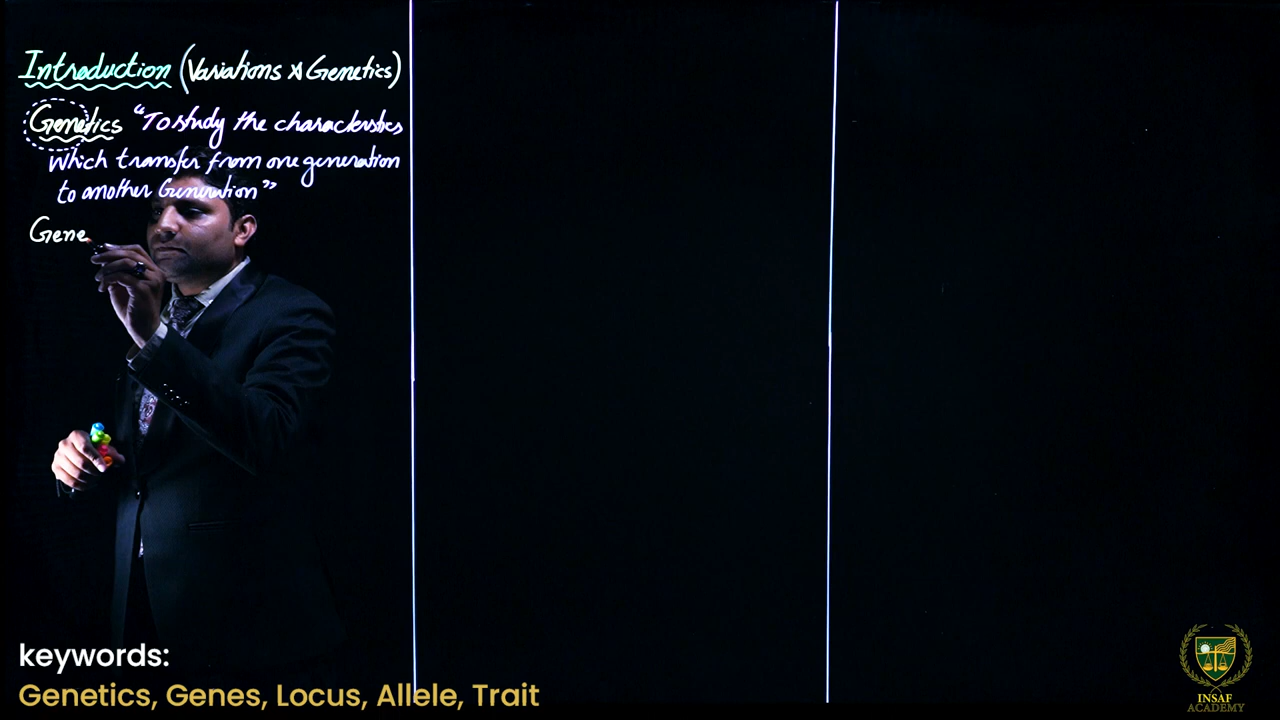 Introduction (Variations & Genetics)
Genetics "To study the characteristics
Which transfer from one generation
to another Generation"
Gene
keywords:
Genetics, Genes, Locus, Allele, Trait
INSAF
ACADEMY